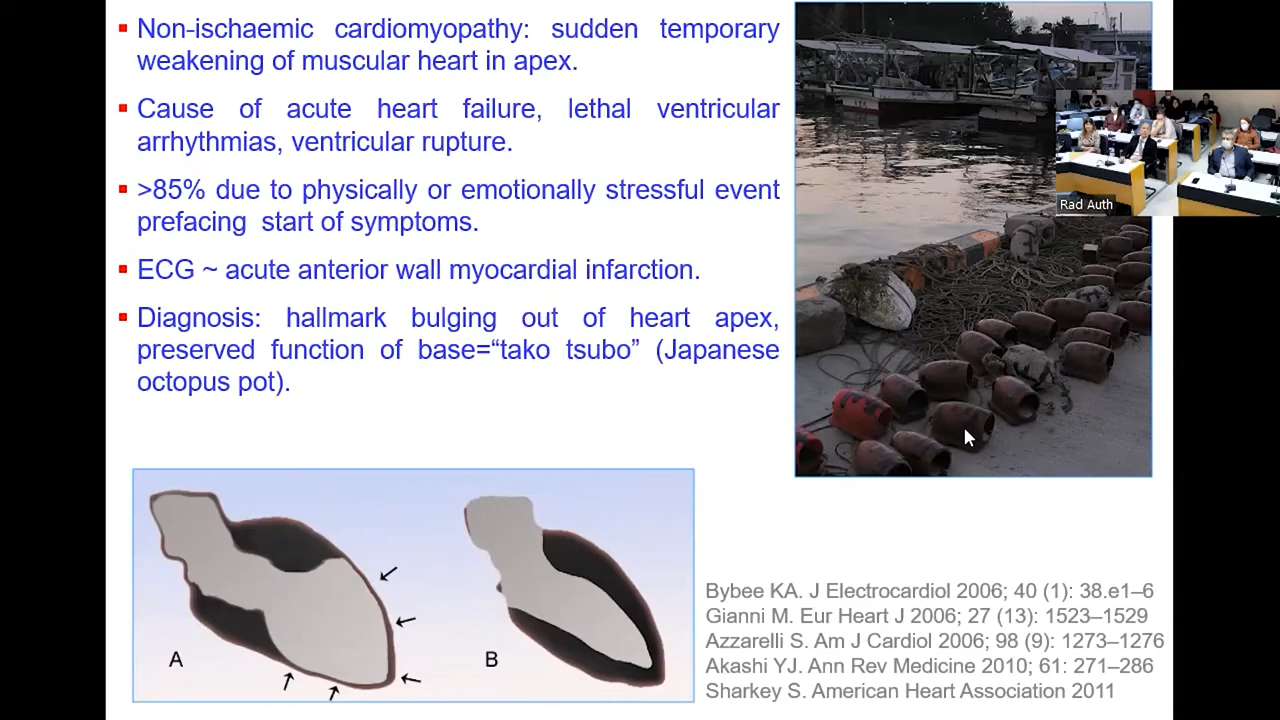 Non-ischaemic cardiomyopathy: sudden temporary
weakening of muscular heart in apex.
Cause of acute heart failure, lethal ventricular
arrhythmias, ventricular rupture.
>85% due to physically or emotionally stressful event
prefacing start of symptoms.
ECG ~ acute anterior wall myocardial infarction.
Diagnosis: hallmark bulging out of heart apex,
preserved function of base=“tako tsubo” (Japanese
octopus pot).
Rad Auth
A
B
Bybee KA. J Electrocardiol 2006; 40 (1): 38.e1–6
Gianni M. Eur Heart J 2006; 27 (13): 1523–1529
Azzarelli S. Am J Cardiol 2006; 98 (9): 1273–1276
Akashi YJ. Ann Rev Medicine 2010; 61: 271–286
Sharkey S. American Heart Association 2011